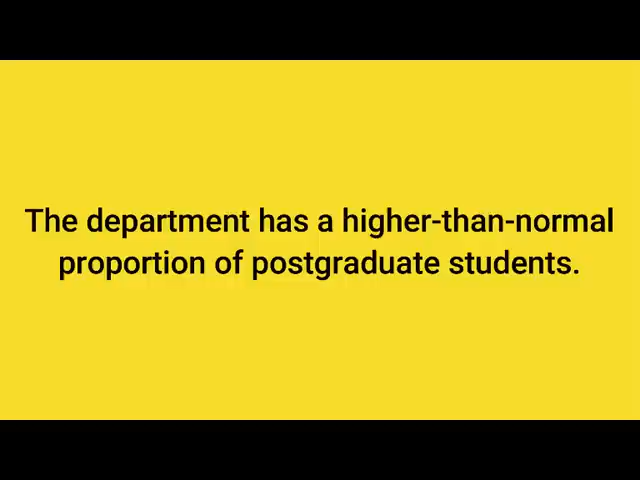 The department has a higher-than-normal
proportion of postgraduate students.